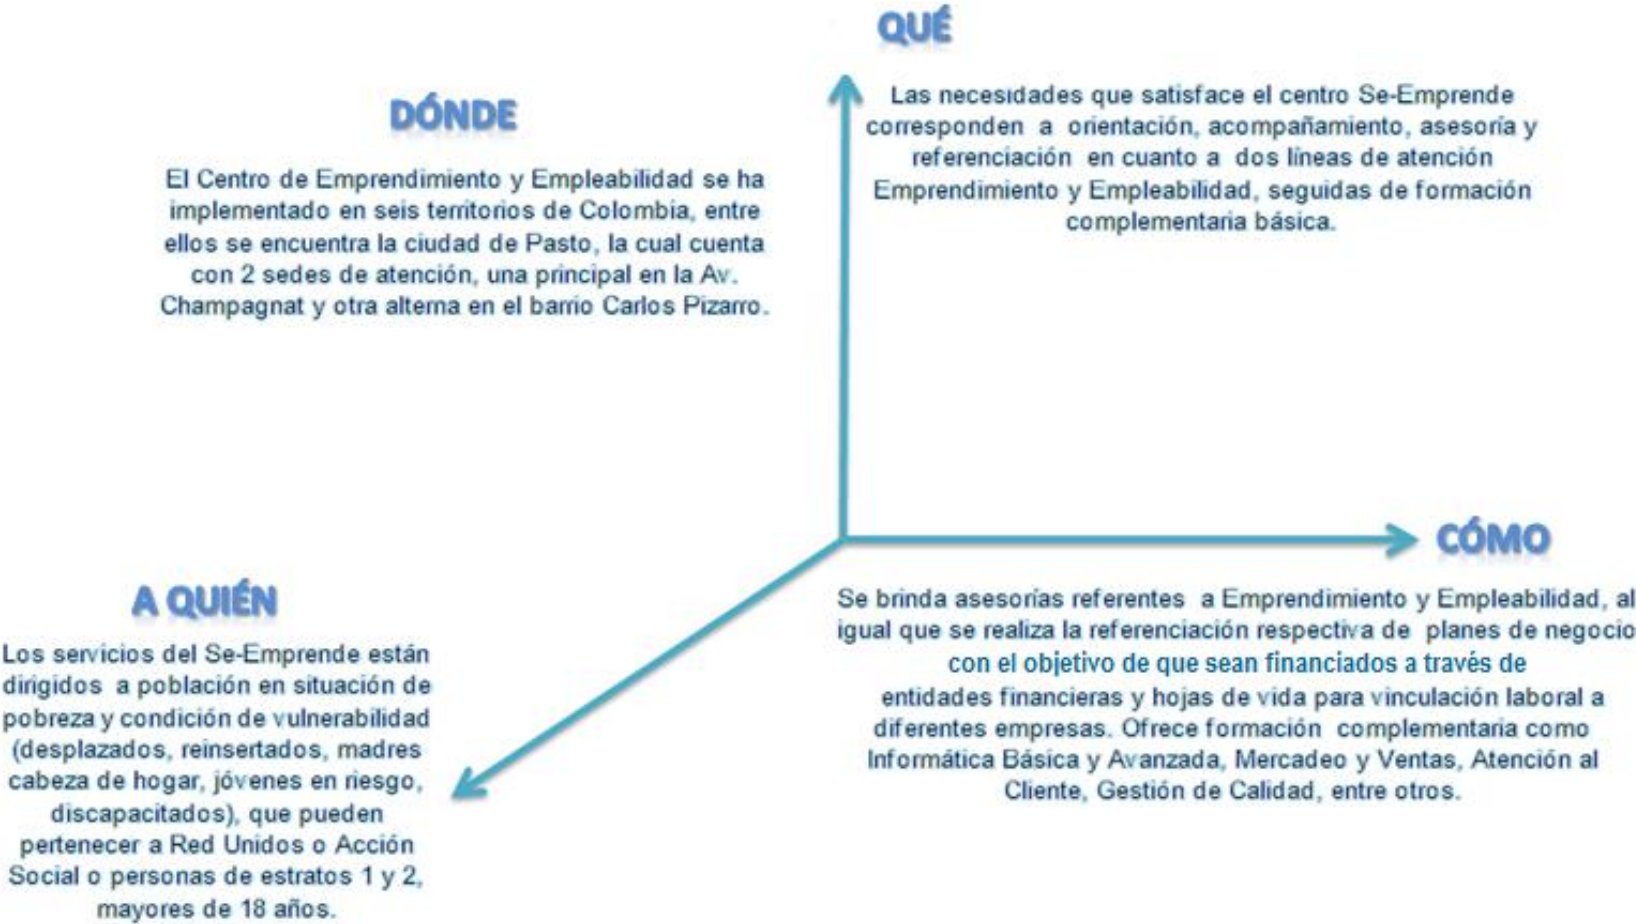 QUÉ
Las necesidades que satisface el centro Se-Emprende
corresponden a orientación, acompañamiento, asesoría y
referenciación en cuanto a dos líneas de atención
Emprendimiento y Empleabilidad, seguidas de formación
complementaria básica.
DÓNDE
El Centro de Emprendimiento y Empleabilidad se ha
implementado en seis territorios de Colombia, entre
ellos se encuentra la ciudad de Pasto, la cual cuenta
con 2 sedes de atención, una principal en la Av.
Champagnat y otra alterna en el barrio Carlos Pizarro.
CÓMO
Se brinda asesorías referentes a Emprendimiento y Empleabilidad, al
igual que se realiza la referenciación respectiva de planes de negocio
con el objetivo de que sean financiados a través de
entidades financieras y hojas de vida para vinculación laboral a
diferentes empresas. Ofrece formación complementaria como
Informática Básica y Avanzada, Mercadeo y Ventas, Atención al
Cliente, Gestión de Calidad, entre otros.
A QUIÉN
Los servicios del Se-Emprende están
dirigidos a población en situación de
pobreza y condición de vulnerabilidad
(desplazados, reinsertados, madres
cabeza de hogar, jóvenes en riesgo,
discapacitados), que pueden
pertenecer a Red Unidos o Acción
Social o personas de estratos 1 y 2,
mayores de 18 años.